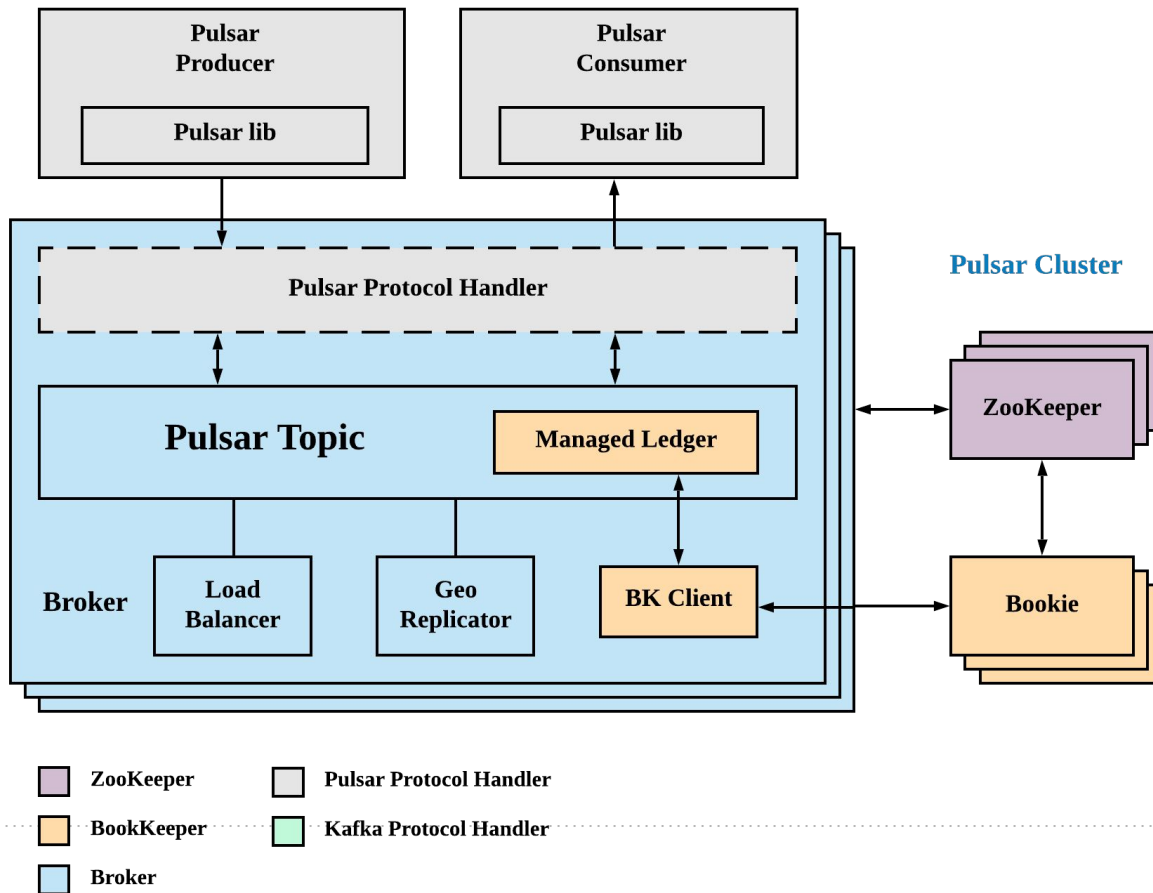 Pulsar
Producer
Pulsar lib
Pulsar
Consumer
Pulsar lib
Pulsar Protocol Handler
Pulsar Cluster
ZooKeeper
Pulsar Topic
Managed Ledger
Broker
Load
Balancer
Geo
Replicator
BK Client
Bookie
ZooKeeper
Pulsar Protocol Handler
BookKeeper
Kafka Protocol Handler
Broker